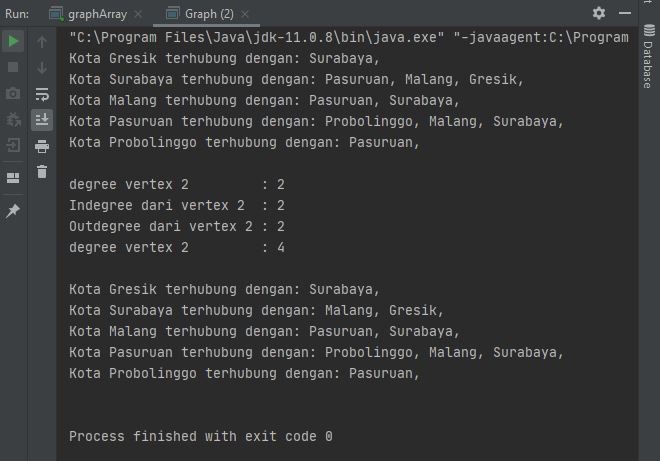 Run: graphArray × Graph (2) ×
"C:\Program Files\Java\jdk-11.0.8\bin\java.exe" "-javaagent:C:\Program
Kota Gresik terhubung dengan: Surabaya,
Kota Surabaya terhubung dengan: Pasuruan, Malang, Gresik,
Kota Malang terhubung dengan: Pasuruan, Surabaya,
Kota Pasuruan terhubung dengan: Probolinggo, Malang, Surabaya,
Kota Probolinggo terhubung dengan: Pasuruan,
degree vertex 2 : 2
Indegree dari vertex 2 : 2
Outdegree dari vertex 2 : 2
degree vertex 2 : 4
Kota Gresik terhubung dengan: Surabaya,
Kota Surabaya terhubung dengan: Malang, Gresik,
Kota Malang terhubung dengan: Pasuruan, Surabaya,
Kota Pasuruan terhubung dengan: Probolinggo, Malang, Surabaya,
Kota Probolinggo terhubung dengan: Pasuruan,
Process finished with exit code 0
Database